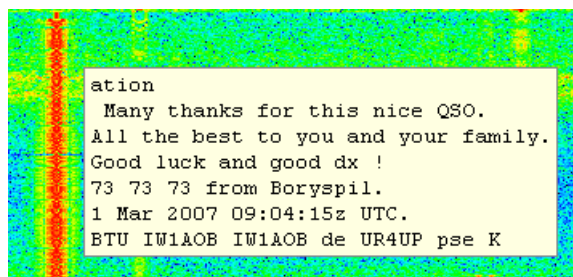 ation
Many thanks for this nice QSO.
All the best to you and your family.
Good luck and good dx !
73 73 73 from Boryspil.
1 Mar 2007 09:04:15z UTC.
BTU IW1AOB IW1AOB de UR4UP pse K